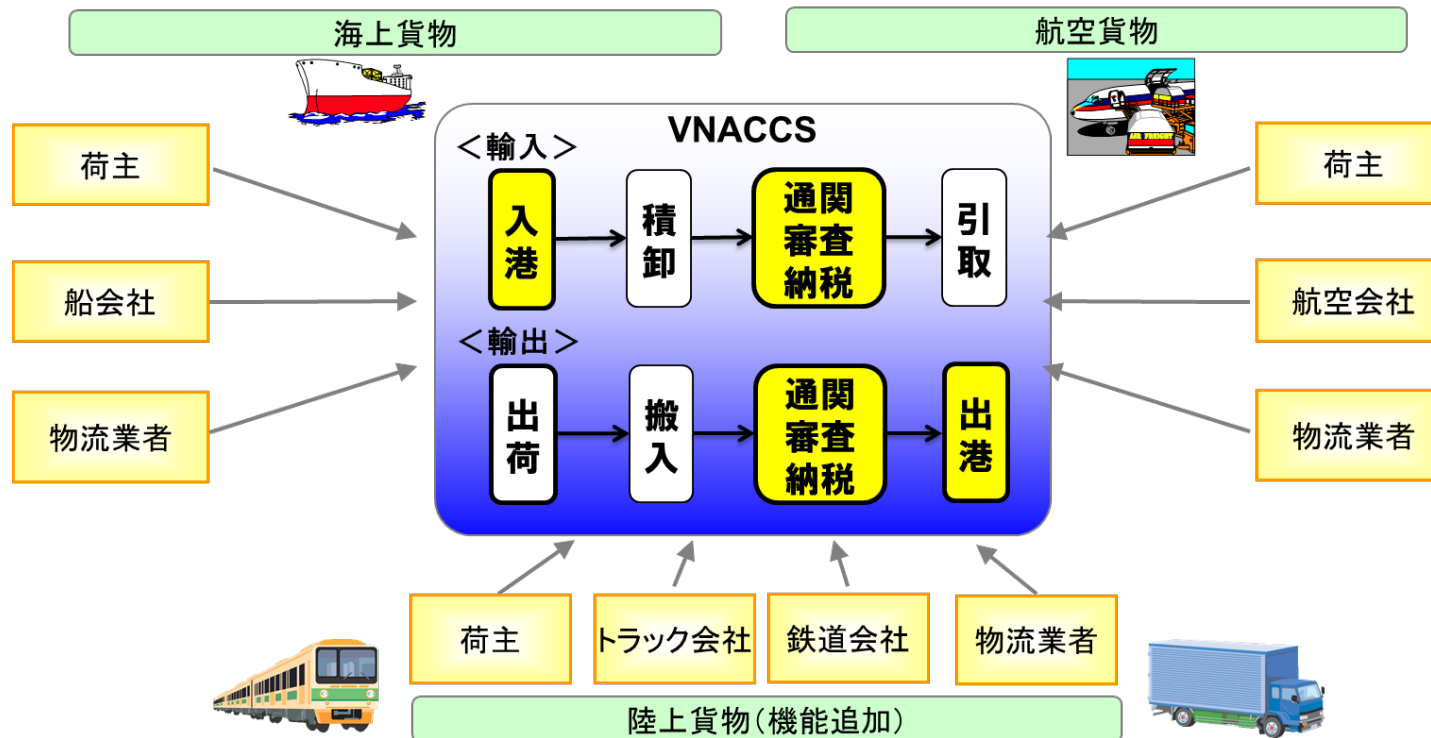 海上貨物
航空貨物
AIR FREIGHT
VNACCS
荷主
船会社
物流業者
<輸入>
入港
積卸
通関
審査
納税
引取
<輸出>
出荷
搬入
通関
審査
納税
出港
荷主
航空会社
物流業者
荷主
トラック会社
鉄道会社
物流業者
陸上貨物(機能追加)